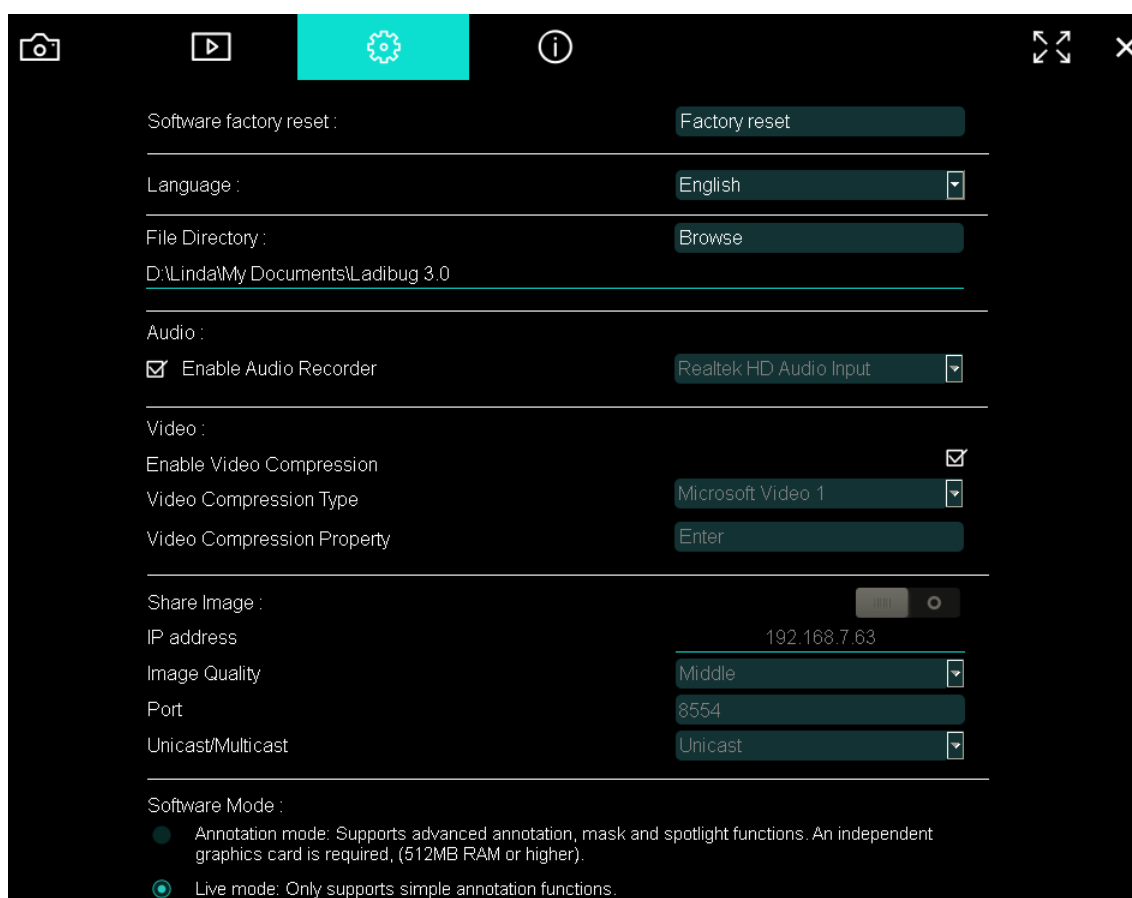 Software factory reset : Factory reset
Language : English
File Directory : Browse
D:\Linda\My Documents\Ladibug 3.0
Audio :
Enable Audio Recorder Realtek HD Audio Input
Video :
Enable Video Compression
Video Compression Type Microsoft Video 1
Video Compression Property Enter
Share Image :
IP address 192.168.7.63
Image Quality Middle
Port 8554
Unicast/Multicast Unicast
Software Mode :
Annotation mode: Supports advanced annotation, mask and spotlight functions. An independent
graphics card is required, (512MB RAM or higher).
Live mode: Only supports simple annotation functions.